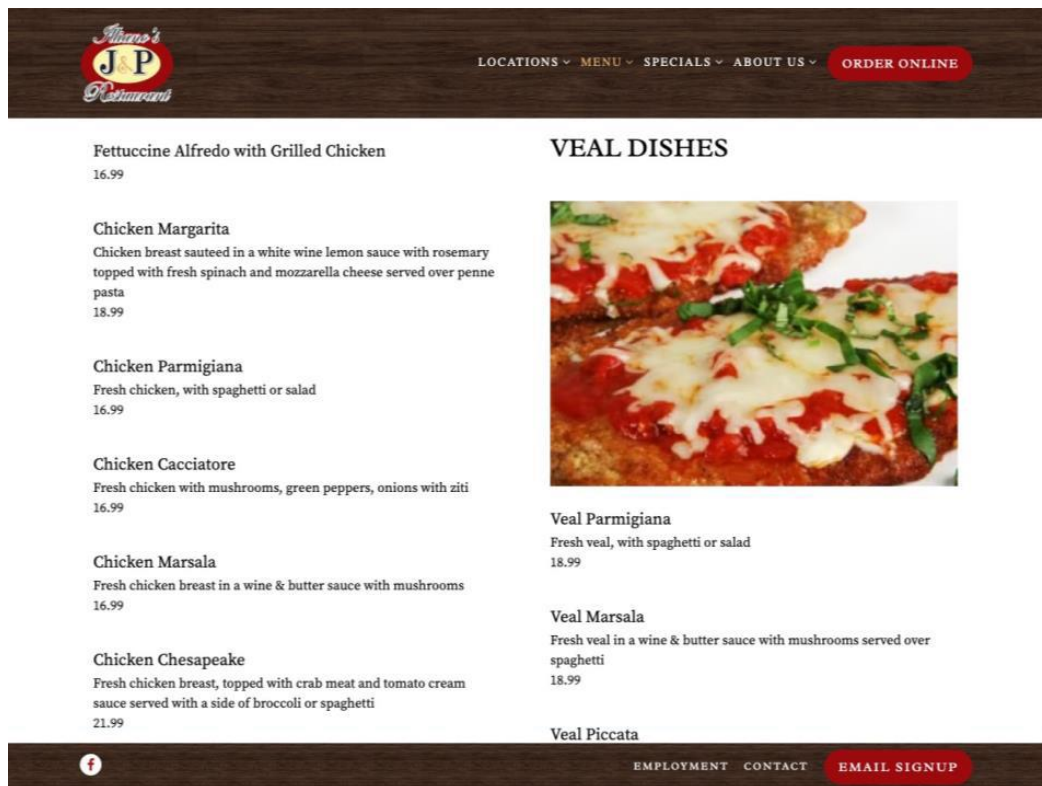 Illiano's
J&P
Restaurant
LOCATIONS MENU SPECIALS ABOUT US ORDER ONLINE
Fettuccine Alfredo with Grilled Chicken
16.99
Chicken Margarita
Chicken breast sauteed in a white wine lemon sauce with rosemary
topped with fresh spinach and mozzarella cheese served over penne
pasta
18.99
Chicken Parmigiana
Fresh chicken, with spaghetti or salad
16.99
Chicken Cacciatore
Fresh chicken with mushrooms, green peppers, onions with ziti
16.99
Chicken Marsala
Fresh chicken breast in a wine & butter sauce with mushrooms
16.99
Chicken Chesapeake
Fresh chicken breast, topped with crab meat and tomato cream
sauce served with a side of broccoli or spaghetti
21.99
VEAL DISHES
Veal Parmigiana
Fresh veal, with spaghetti or salad
18.99
Veal Marsala
Fresh veal in a wine & butter sauce with mushrooms served over
spaghetti
18.99
Veal Piccata
f
EMPLOYMENT CONTACT EMAIL SIGNUP